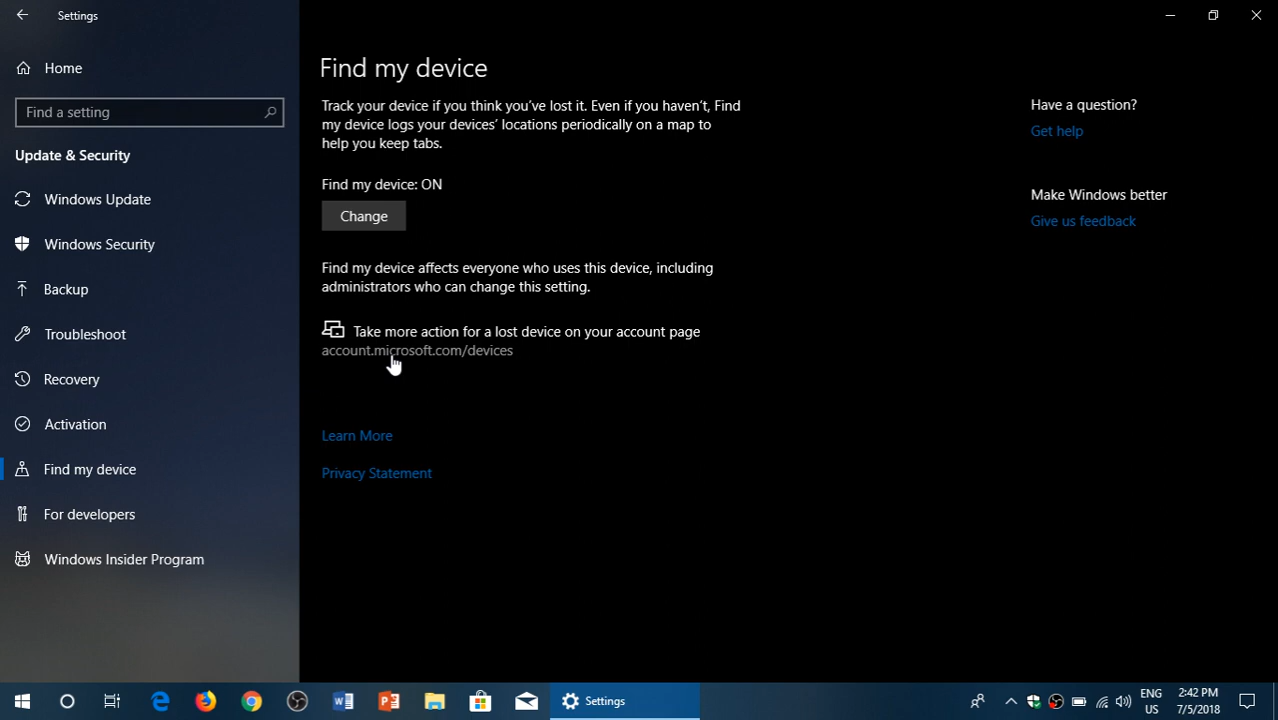 Settings
Home
Find a setting
Update & Security
Windows Update
Windows Security
Backup
Troubleshoot
Recovery
Activation
Find my device
For developers
Windows Insider Program
Find my device
Track your device if you think you've lost it. Even if you haven't, Find
my device logs your devices' locations periodically on a map to
help you keep tabs.
Find my device: ON
Change
Find my device affects everyone who uses this device, including
administrators who can change this setting.
Take more action for a lost device on your account page
account.microsoft.com/devices
Learn More
Privacy Statement
Have a question?
Get help
Make Windows better
Give us feedback
Settings
ENG
US
2:42 PM
7/5/2018